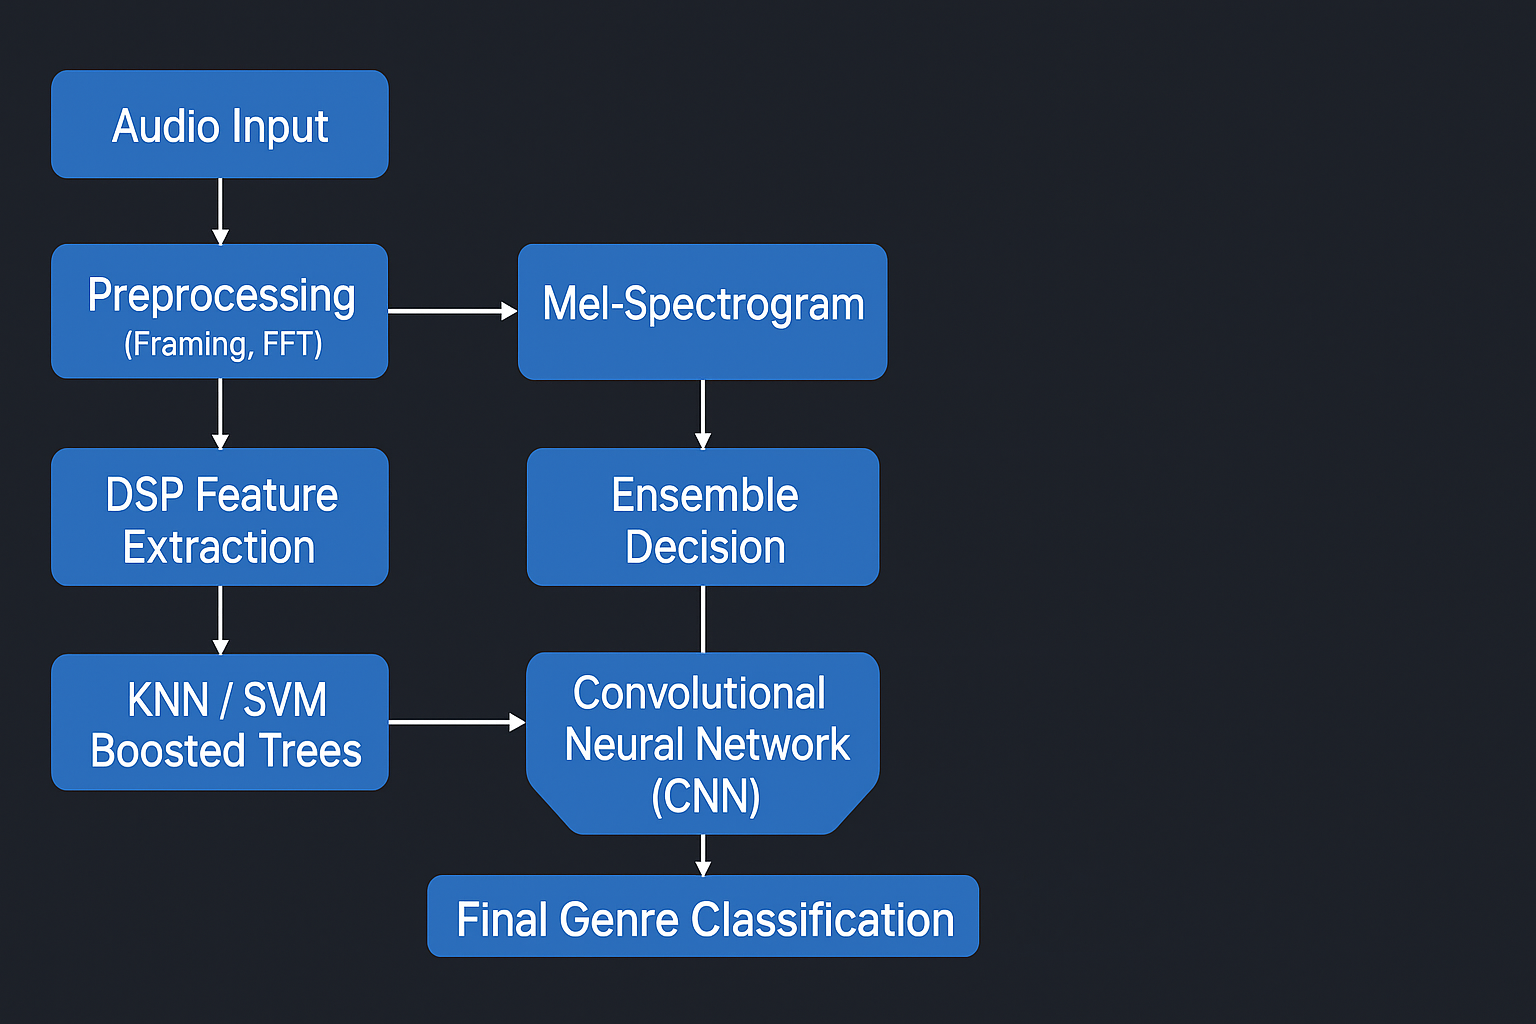 Audio Input
Preprocessing
(Framing, FFT)
Mel-Spectrogram
DSP Feature
Extraction
Ensemble
Decision
KNN / SVM
Boosted Trees
Convolutional
Neural Network
(CNN)
Final Genre Classification